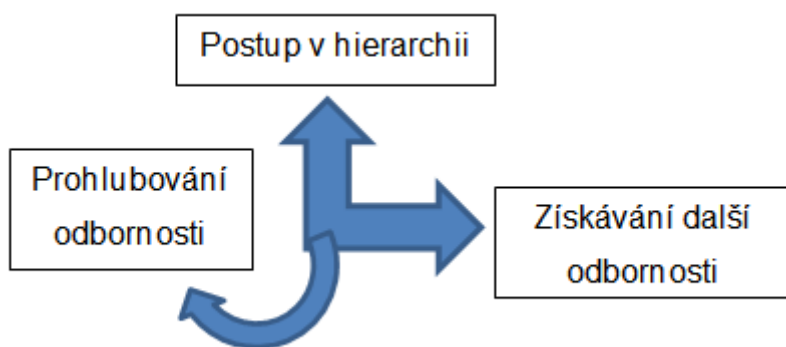 Postup v hierarchii
Prohlubování
odbornosti
Získávání další
odbornosti